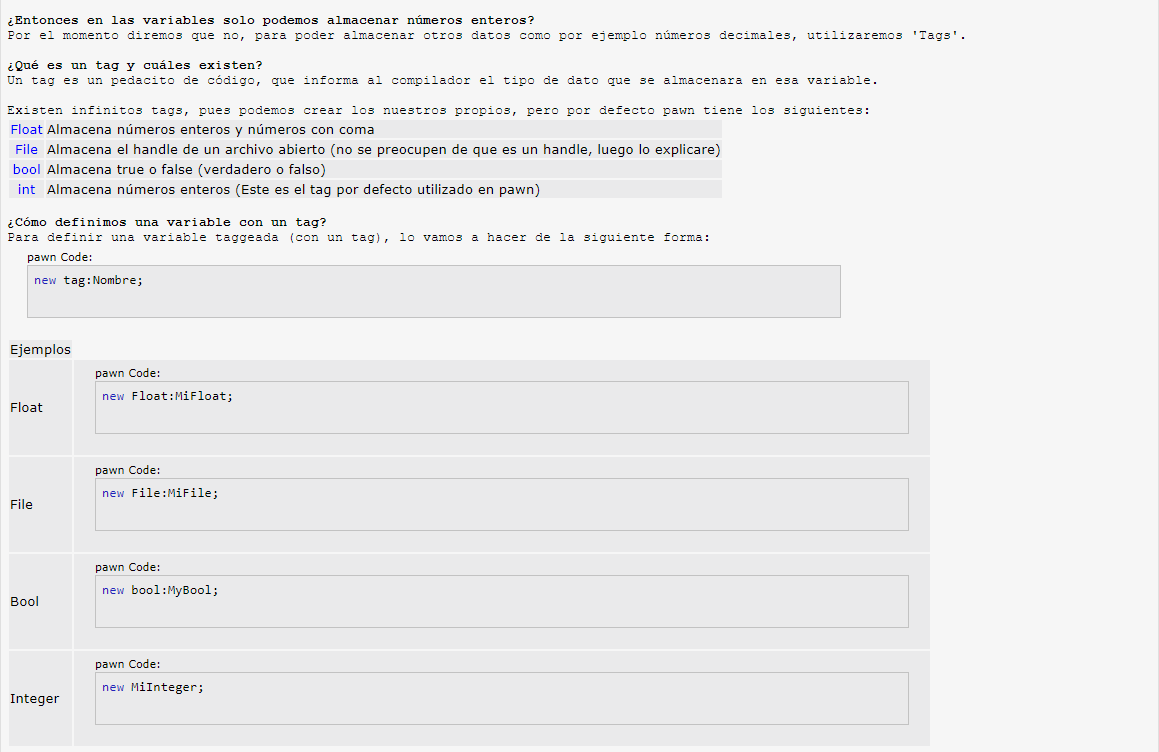 ¿Entonces en las variables solo podemos almacenar números enteros?
Por el momento diremos que no, para poder almacenar otros datos como por ejemplo números decimales, utilizaremos 'Tags'.
¿Qué es un tag y cuáles existen?
Un tag es un pedacito de código, que informa al compilador el tipo de dato que se almacenara en esa variable.
Existen infinitos tags, pues podemos crear los nuestros propios, pero por defecto pawn tiene los siguientes:
Float Almacena números enteros y números con coma
File Almacena el handle de un archivo abierto (no se preocupen de que es un handle, luego lo explicare)
bool Almacena true o false (verdadero o falso)
int Almacena números enteros (Este es el tag por defecto utilizado en pawn)
¿Cómo definimos una variable con un tag?
Para definir una variable taggeada (con un tag), lo vamos a hacer de la siguiente forma:
pawn Code:
new tag:Nombre;
Ejemplos
Float
pawn Code:
new Float:MiFloat;
File
pawn Code:
new File:MiFile;
Bool
pawn Code:
new bool:MyBool;
Integer
pawn Code:
new MiInteger;